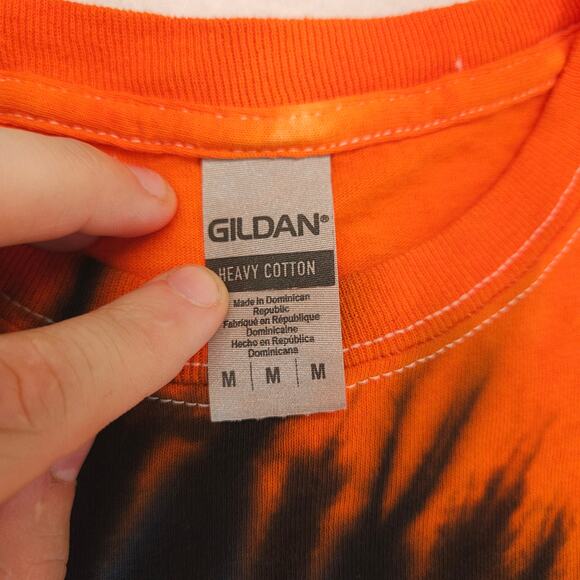 GILDAN®
HEAVY COTTON
Made in Dominican
Republic
Fabriqué en République
Dominicaine
Hecho en República
Dominicana
M | M | M